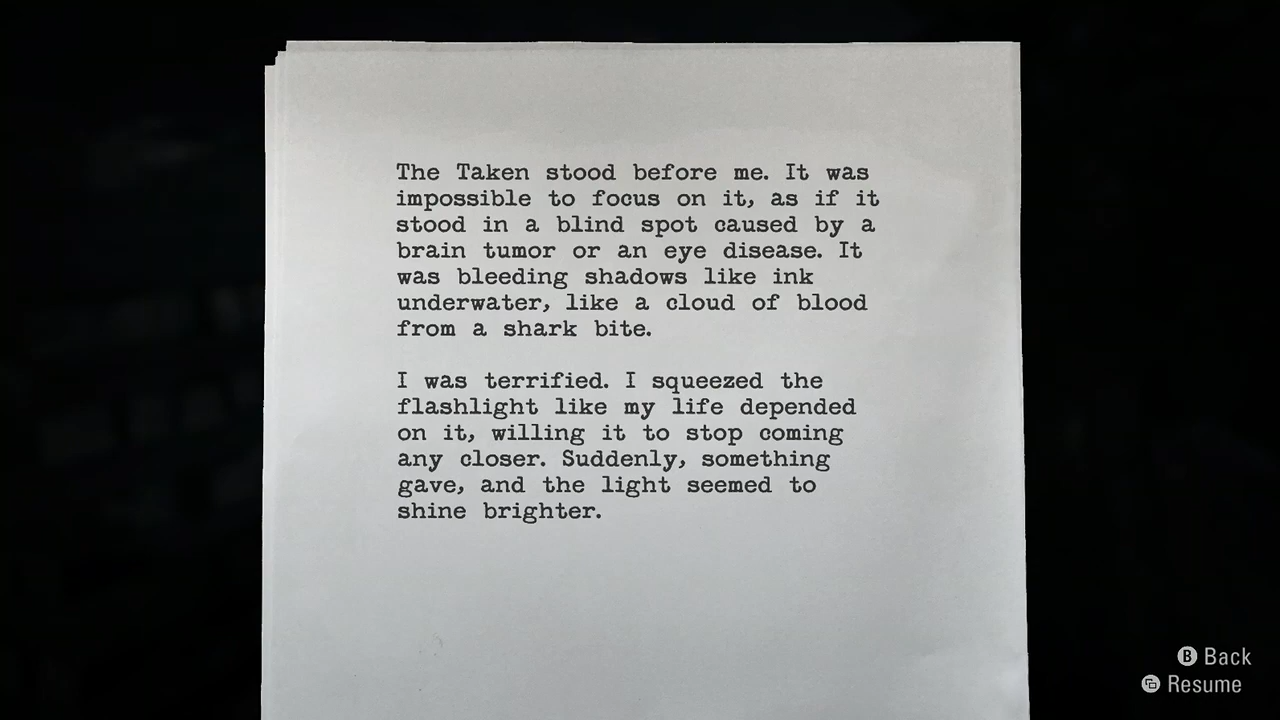 The Taken stood before me. It was
impossible to focus on it, as if it
stood in a blind spot caused by a
brain tumor or an eye disease. It
was bleeding shadows like ink
underwater, like a cloud of blood
from a shark bite.
I was terrified. I squeezed the
flashlight like my life depended
on it, willing it to stop coming
any closer. Suddenly, something
gave, and the light seemed to
shine brighter.
B Back
Resume